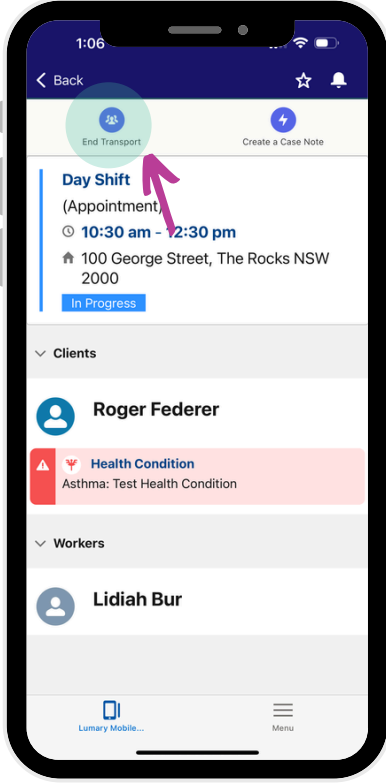 1:06
Back
End Transport
Create a Case Note
Day Shift
(Appointment)
10:30 am - 12:30 pm
100 George Street, The Rocks NSW
2000
In Progress
Clients
Roger Federer
Health Condition
Asthma: Test Health Condition
Workers
Lidiah Bur
Lumary Mobile...
Menu